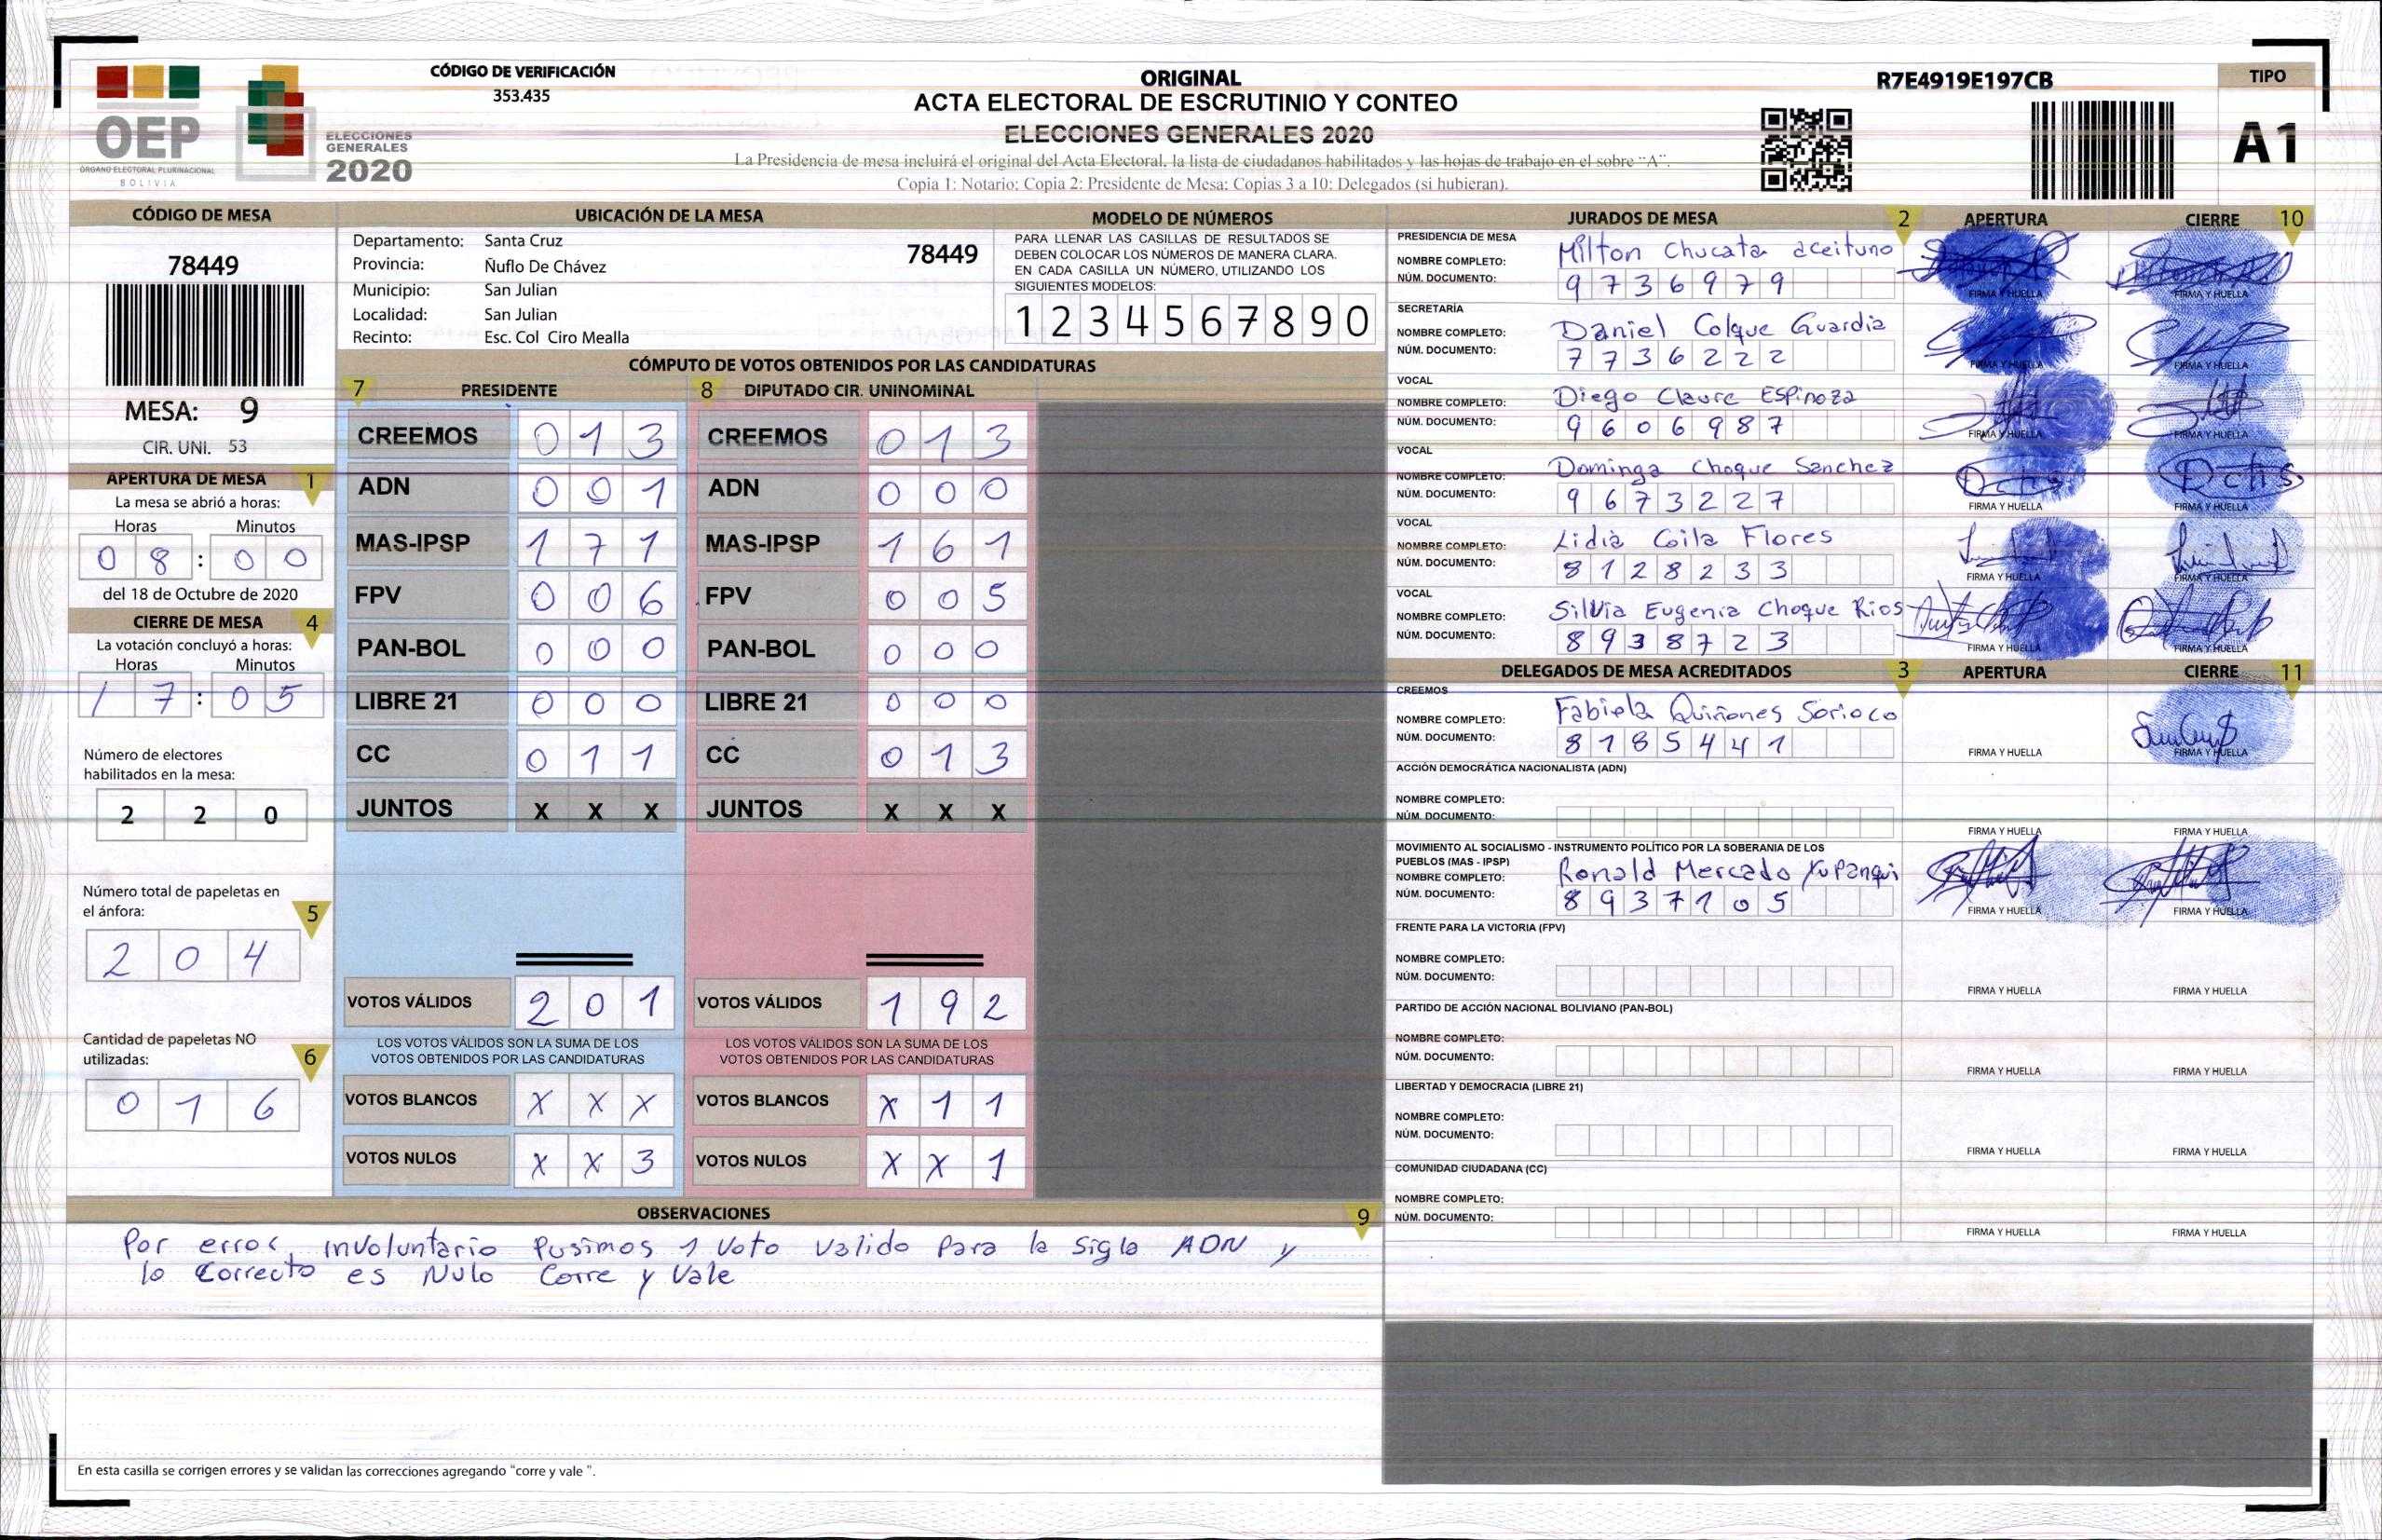 CÓDIGO DE VERIFICACIÓN
353.435
ORIGINAL
ACTA ELECTORAL DE ESCRUTINIO Y CONTEO
ELECCIONES GENERALES 2020
La Presidencia de mesa incluirá el original del Acta Electoral, la lista de ciudadanos habilitados y las hojas de trabajo en el sobre "A".
Copia 1: Notario; Copia 2: Presidente de Mesa; Copias 3 a 10: Delegados (si hubieran).
R7E4919E197CB
TIPO
A1
OEP
ÓRGANO ELECTORAL PLURINACIONAL
BOLIVIA
ELECCIONES
GENERALES
2020
CÓDIGO DE MESA
78449
MESA: 9
CIR. UNI. 53
APERTURA DE MESA 1
La mesa se abrió a horas:
Horas Minutos
0 8 : 0 0
del 18 de Octubre de 2020
CIERRE DE MESA 4
La votación concluyó a horas:
Horas Minutos
1 7 : 0 5
Número de electores
habilitados en la mesa:
2 2 0
Número total de papeletas en
el ánfora: 5
2 0 4
Cantidad de papeletas NO
utilizadas: 6
0 1 6
UBICACIÓN DE LA MESA
Departamento: Santa Cruz
78449
Provincia: Ñuflo De Chávez
Municipio: San Julian
Localidad: San Julian
Recinto: Esc. Col Ciro Mealla
MODELO DE NÚMEROS
PARA LLENAR LAS CASILLAS DE RESULTADOS SE
DEBEN COLOCAR LOS NÚMEROS DE MANERA CLARA.
EN CADA CASILLA UN NÚMERO, UTILIZANDO LOS
SIGUIENTES MODELOS:
1 2 3 4 5 6 7 8 9 0
CÓMPUTO DE VOTOS OBTENIDOS POR LAS CANDIDATURAS
7 PRESIDENTE
CREEMOS 0 1 3
ADN 0 0 1
MAS-IPSP 1 7 1
FPV 0 0 6
PAN-BOL 0 0 0
LIBRE 21 0 0 0
CC 0 1 1
JUNTOS X X X
VOTOS VÁLIDOS 2 0 1
LOS VOTOS VÁLIDOS SON LA SUMA DE LOS
VOTOS OBTENIDOS POR LAS CANDIDATURAS
VOTOS BLANCOS X X X
VOTOS NULOS X X 3
8 DIPUTADO CIR. UNINOMINAL
CREEMOS 0 1 3
ADN 0 0 0
MAS-IPSP 1 6 1
FPV 0 0 5
PAN-BOL 0 0 0
LIBRE 21 0 0 0
CC 0 1 3
JUNTOS X X X
VOTOS VÁLIDOS 1 9 2
LOS VOTOS VÁLIDOS SON LA SUMA DE LOS
VOTOS OBTENIDOS POR LAS CANDIDATURAS
VOTOS BLANCOS X 1 1
VOTOS NULOS X X 1
OBSERVACIONES 9
Por error involuntario Pusimos 1 Voto Valido Para la Sigla ADN y
lo Correcto es Nulo Corre y Vale
En esta casilla se corrigen errores y se validan las correcciones agregando "corre y vale ".
JURADOS DE MESA 2 APERTURA CIERRE 10
PRESIDENCIA DE MESA
NOMBRE COMPLETO: Milton Chucata aceituno
NÚM. DOCUMENTO: 9 7 3 6 9 7 9
FIRMA Y HUELLA FIRMA Y HUELLA
SECRETARÍA
NOMBRE COMPLETO: Daniel Colque Guardia
NÚM. DOCUMENTO: 7 7 3 6 2 2 2
FIRMA Y HUELLA FIRMA Y HUELLA
VOCAL
NOMBRE COMPLETO: Diego Claure ESPinoza
NÚM. DOCUMENTO: 9 6 0 6 9 8 7
FIRMA Y HUELLA FIRMA Y HUELLA
VOCAL
NOMBRE COMPLETO: Dominga Choque Sanchez
NÚM. DOCUMENTO: 9 6 7 3 2 2 7
FIRMA Y HUELLA FIRMA Y HUELLA
VOCAL
NOMBRE COMPLETO: Lidia Coila Flores
NÚM. DOCUMENTO: 8 1 2 8 2 3 3
FIRMA Y HUELLA FIRMA Y HUELLA
VOCAL
NOMBRE COMPLETO: Silvia Eugenia Choque Rios
NÚM. DOCUMENTO: 8 9 3 8 7 2 3
FIRMA Y HUELLA FIRMA Y HUELLA
DELEGADOS DE MESA ACREDITADOS 3 APERTURA CIERRE 11
CREEMOS
NOMBRE COMPLETO: Fabiola Quiñones Sorioco
NÚM. DOCUMENTO: 8 1 8 5 4 4 1
FIRMA Y HUELLA FIRMA Y HUELLA
ACCIÓN DEMOCRÁTICA NACIONALISTA (ADN)
NOMBRE COMPLETO:
NÚM. DOCUMENTO:
FIRMA Y HUELLA FIRMA Y HUELLA
MOVIMIENTO AL SOCIALISMO - INSTRUMENTO POLÍTICO POR LA SOBERANIA DE LOS
PUEBLOS (MAS - IPSP)
NOMBRE COMPLETO: Ronald Mercado Yupanqui
NÚM. DOCUMENTO: 8 9 3 7 1 0 5
FIRMA Y HUELLA FIRMA Y HUELLA
FRENTE PARA LA VICTORIA (FPV)
NOMBRE COMPLETO:
NÚM. DOCUMENTO:
FIRMA Y HUELLA FIRMA Y HUELLA
PARTIDO DE ACCIÓN NACIONAL BOLIVIANO (PAN-BOL)
NOMBRE COMPLETO:
NÚM. DOCUMENTO:
FIRMA Y HUELLA FIRMA Y HUELLA
LIBERTAD Y DEMOCRACIA (LIBRE 21)
NOMBRE COMPLETO:
NÚM. DOCUMENTO:
FIRMA Y HUELLA FIRMA Y HUELLA
COMUNIDAD CIUDADANA (CC)
NOMBRE COMPLETO:
NÚM. DOCUMENTO:
FIRMA Y HUELLA FIRMA Y HUELLA